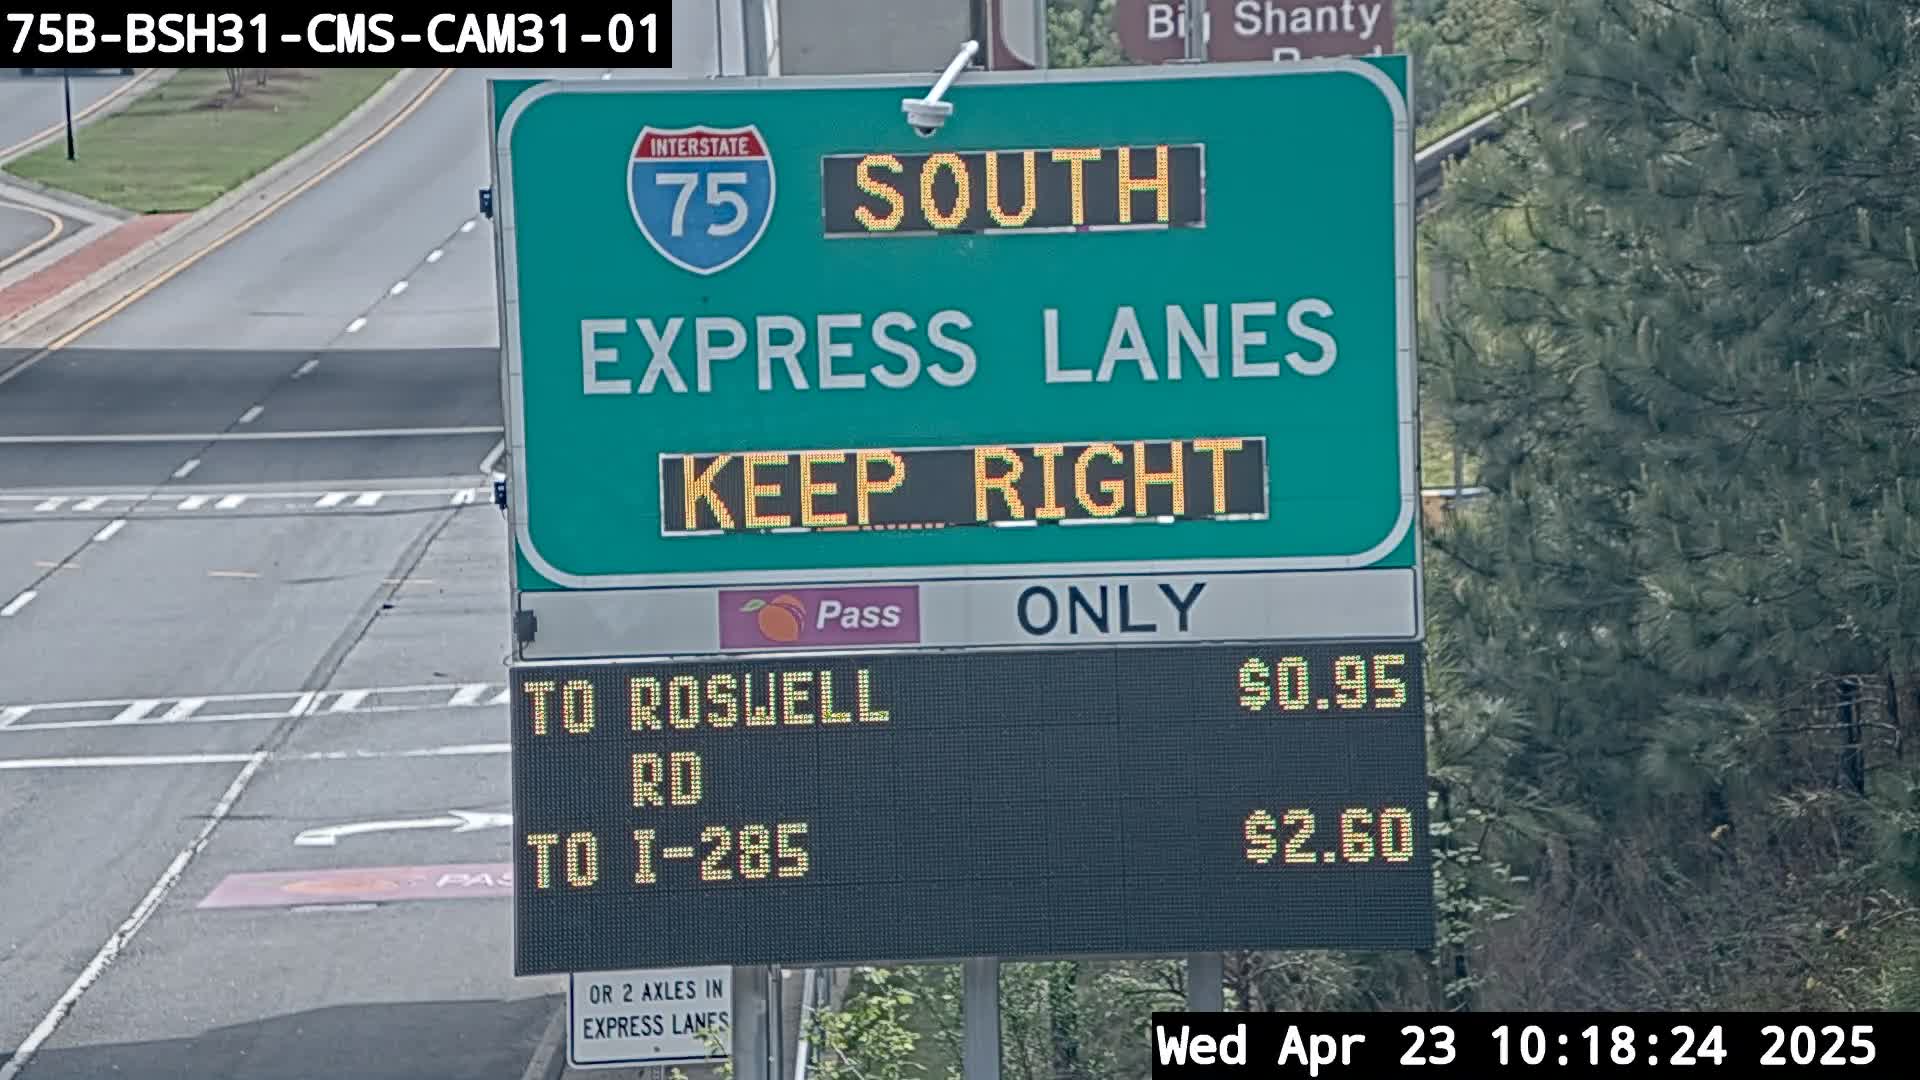 75B-BSH31-CMS-CAM31-01
Big Shanty
INTERSTATE
75
SOUTH
EXPRESS LANES
KEEP RIGHT
Pass ONLY
TO ROSWELL $0.95
RD
TO I-285 $2.60
OR 2 AXLES IN
EXPRESS LANES
Wed Apr 23 10:18:24 2025